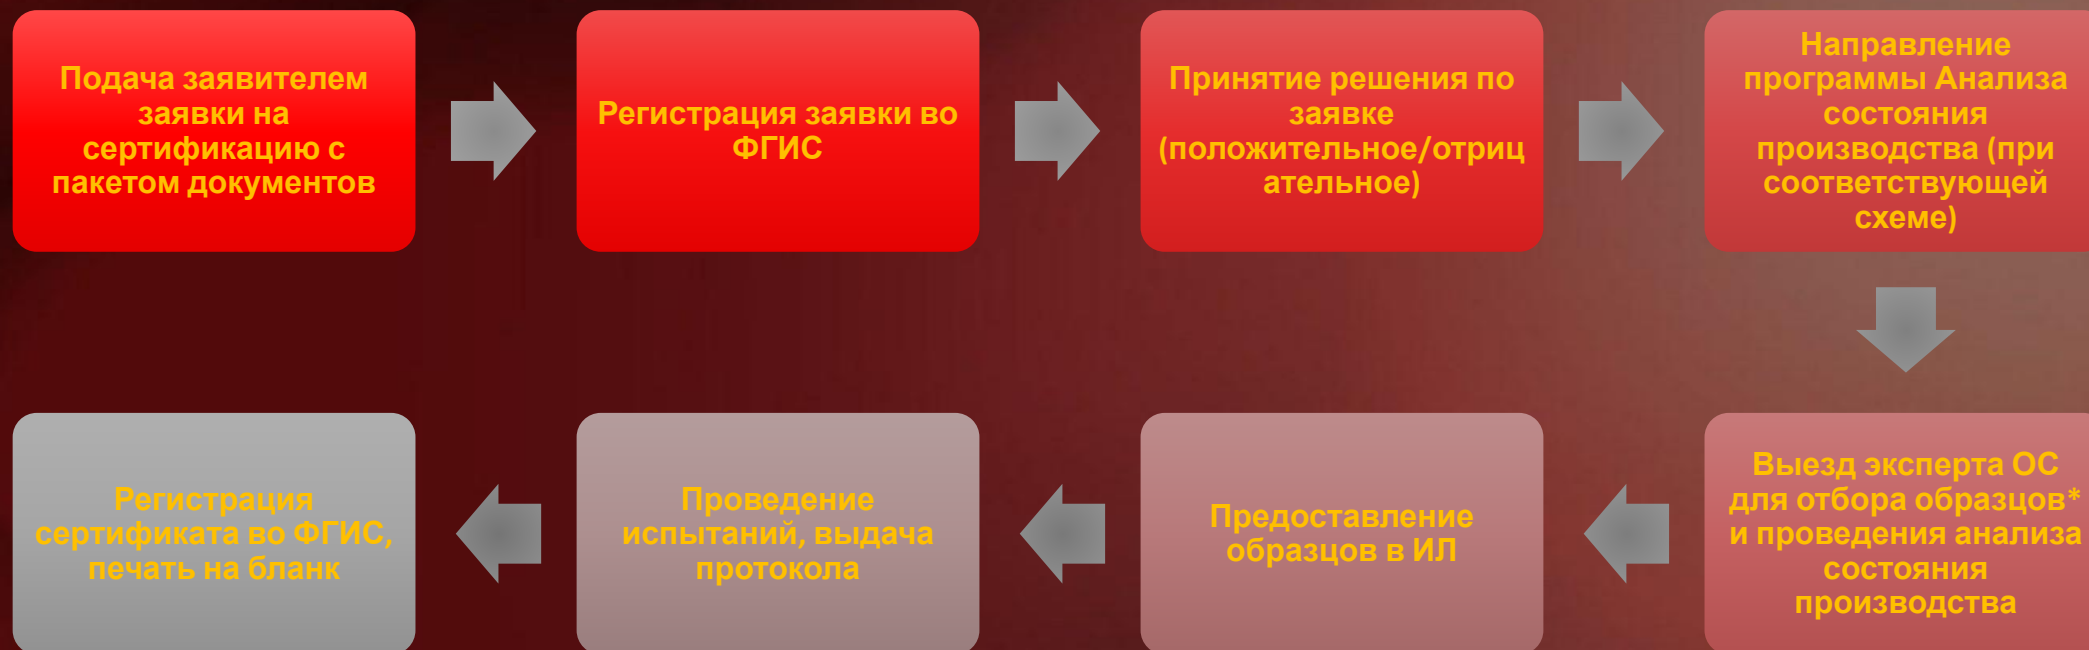 Подача заявителем
заявки на
сертификацию с
пакетом документов
Регистрация заявки во
ФГИС
Принятие решения по
заявке
(положительное/отриц
ательное)
Направление
программы Анализа
состояния
производства (при
соответствующей
схеме)
Выезд эксперта ОС
для отбора образцов*
и проведения анализа
состояния
производства
Предоставление
образцов в ИЛ
Проведение
испытаний, выдача
протокола
Регистрация
сертификата во ФГИС,
печать на бланк